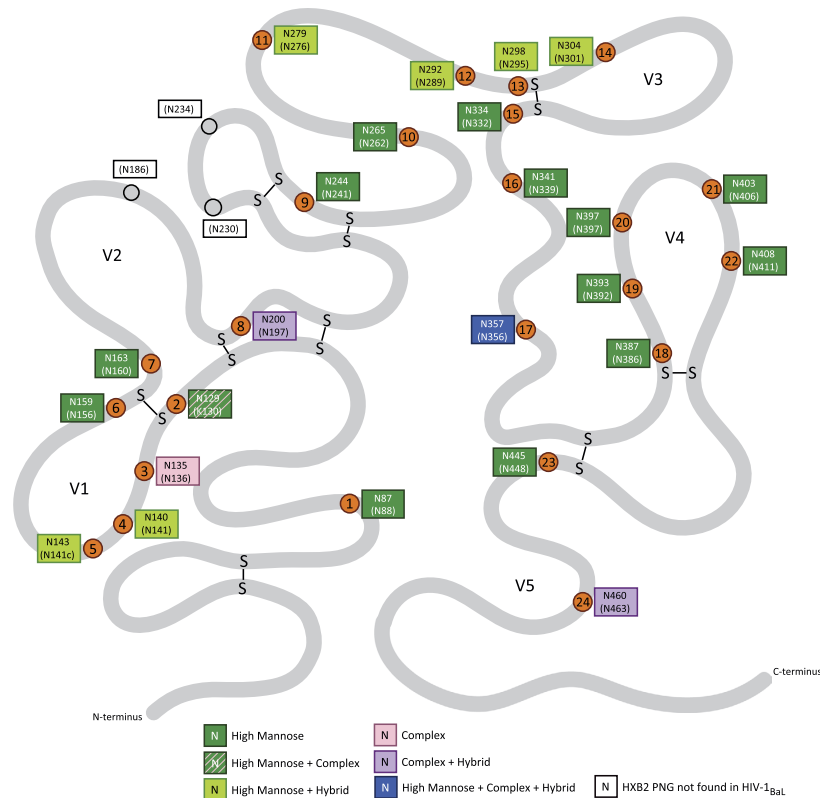 11
N279
(N276)
N304
(N301)
14
N298
(N295)
N292
(N289)
12
13
S
V3
S
(N234)
N334
(N332)
15
N265
(N262)
10
(N186)
S
N244
(N241)
16
N341
(N339)
21
N403
(N406)
S
9
S
N397
(N397)
20
V4
(N230)
S
V2
22
N408
(N411)
N393
(N392)
19
8
N200
(N197)
S
N357
(N356)
17
S
S
S
N387
(N386)
18
N163
(N160)
7
S
S
S
N159
(N156)
6
2
N129
(K130)
S
S
N445
(N448)
23
S
3
N135
(N136)
V1
1
N87
(N88)
4
N140
(N141)
N143
(N141c)
5
S
S
V5
24
N460
(N463)
C-terminus
N-terminus
N High Mannose
N Complex
N High Mannose + Complex
N Complex + Hybrid
N High Mannose + Hybrid
N High Mannose + Complex + Hybrid
N HXB2 PNG not found in HIV-1BaL